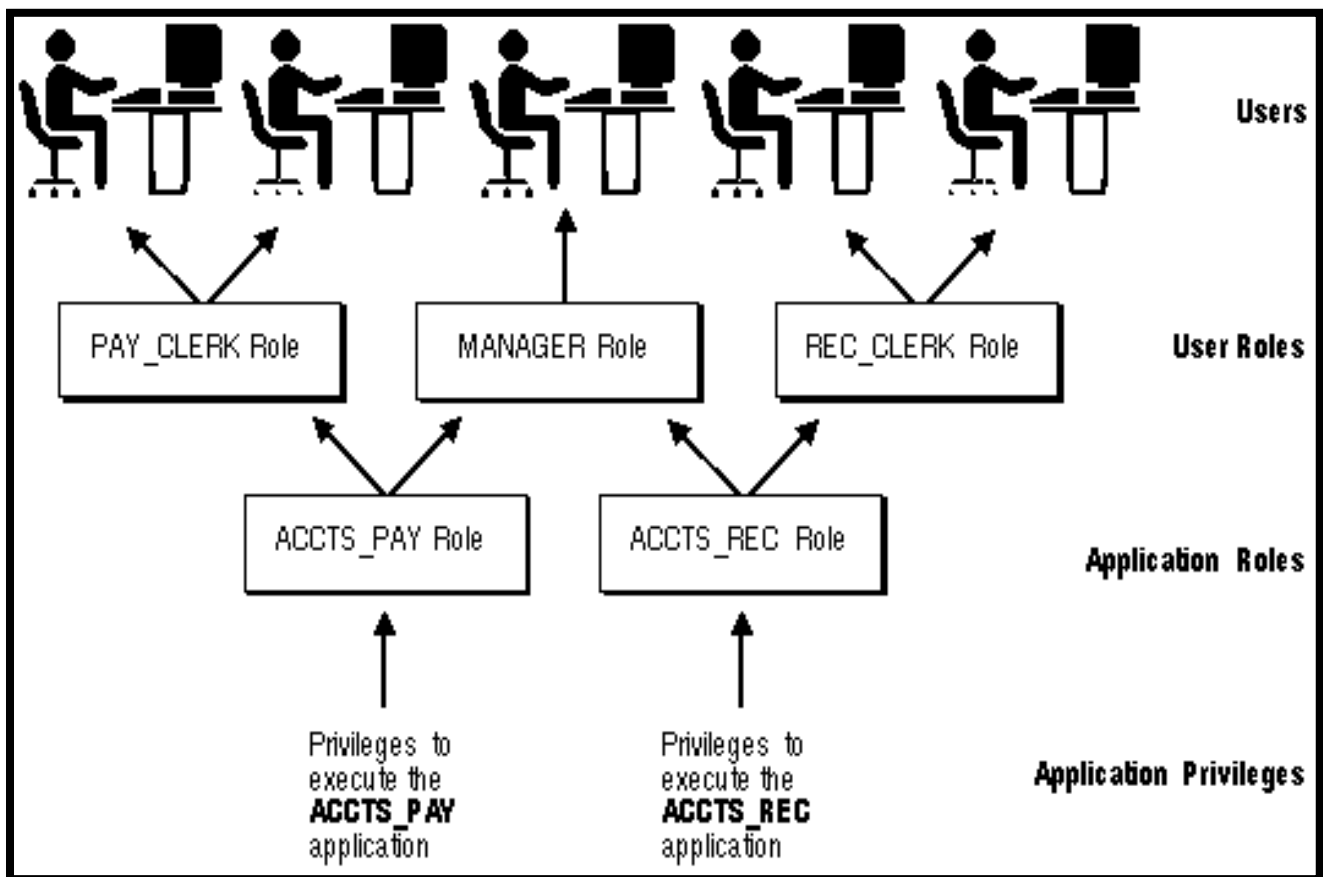 Users
PAY_CLERK Role
MANAGER Role
REC_CLERK Role
User Roles
ACCTS_PAY Role
ACCTS_REC Role
Application Roles
Privileges to
execute the
ACCTS_PAY
application
Privileges to
execute the
ACCTS_REC
application
Application Privileges